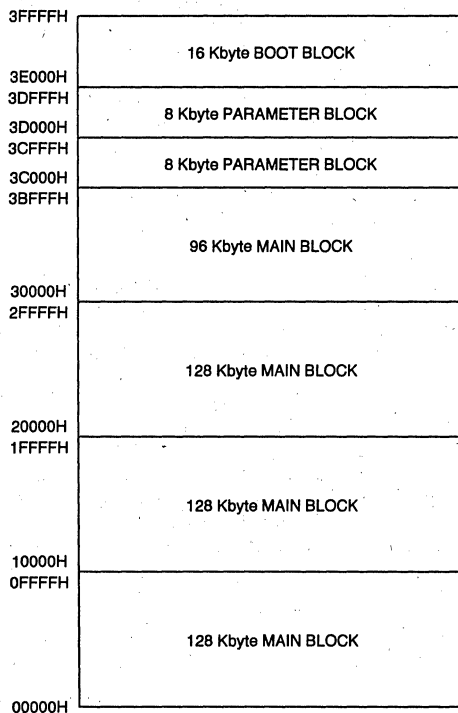 3FFFFH
16 Kbyte BOOT BLOCK
3E000H
3DFFFH
8 Kbyte PARAMETER BLOCK
3D000H
3CFFFH
8 Kbyte PARAMETER BLOCK
3C000H
3BFFFH
96 Kbyte MAIN BLOCK
30000H
2FFFFH
128 Kbyte MAIN BLOCK
20000H
1FFFFH
128 Kbyte MAIN BLOCK
10000H
0FFFFH
128 Kbyte MAIN BLOCK
00000H